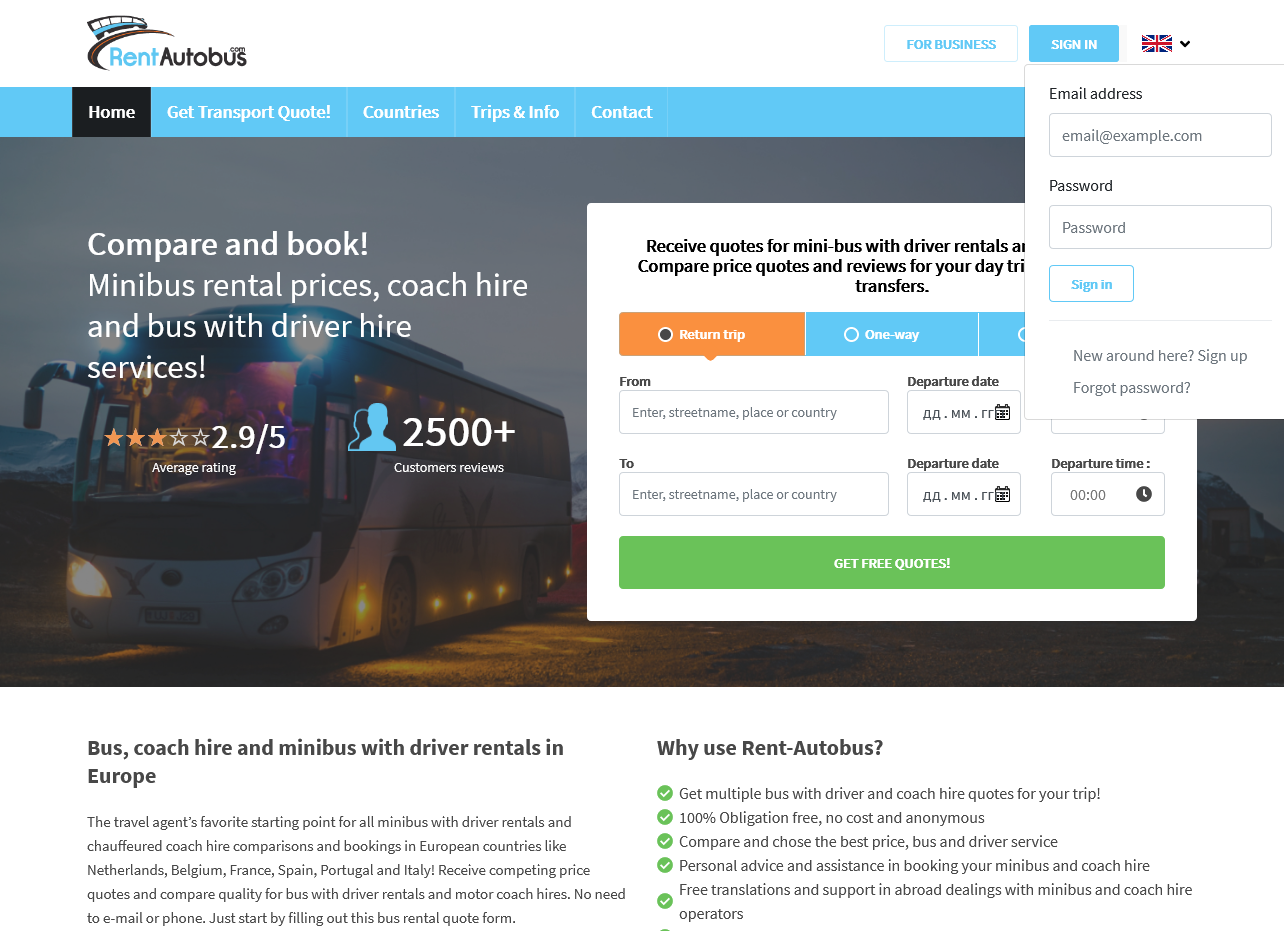 RentAutobus.com
FOR BUSINESS
SIGN IN
Home
Get Transport Quote!
Countries
Trips & Info
Contact
Email address
email@example.com
Password
Password
Sign in
New around here? Sign up
Forgot password?
Compare and book!
Minibus rental prices, coach hire
and bus with driver hire
services!
2.9/5
Average rating
2500+
Customers reviews
Receive quotes for mini-bus with driver rentals
Compare price quotes and reviews for your day
transfers.
Return trip
One-way
From
Enter, streetname, place or country
Departure date
дд . мм . гг
To
Enter, streetname, place or country
Departure date
дд . мм . гг
Departure time :
00:00
GET FREE QUOTES!
Bus, coach hire and minibus with driver rentals in
Europe
The travel agent’s favorite starting point for all minibus with driver rentals and
chauffeured coach hire comparisons and bookings in European countries like
Netherlands, Belgium, France, Spain, Portugal and Italy! Receive competing price
quotes and compare quality for bus with driver rentals and motor coach hires. No need
to e-mail or phone. Just start by filling out this bus rental quote form.
Why use Rent-Autobus?
Get multiple bus with driver and coach hire quotes for your trip!
100% Obligation free, no cost and anonymous
Compare and chose the best price, bus and driver service
Personal advice and assistance in booking your minibus and coach hire
Free translations and support in abroad dealings with minibus and coach hire
operators